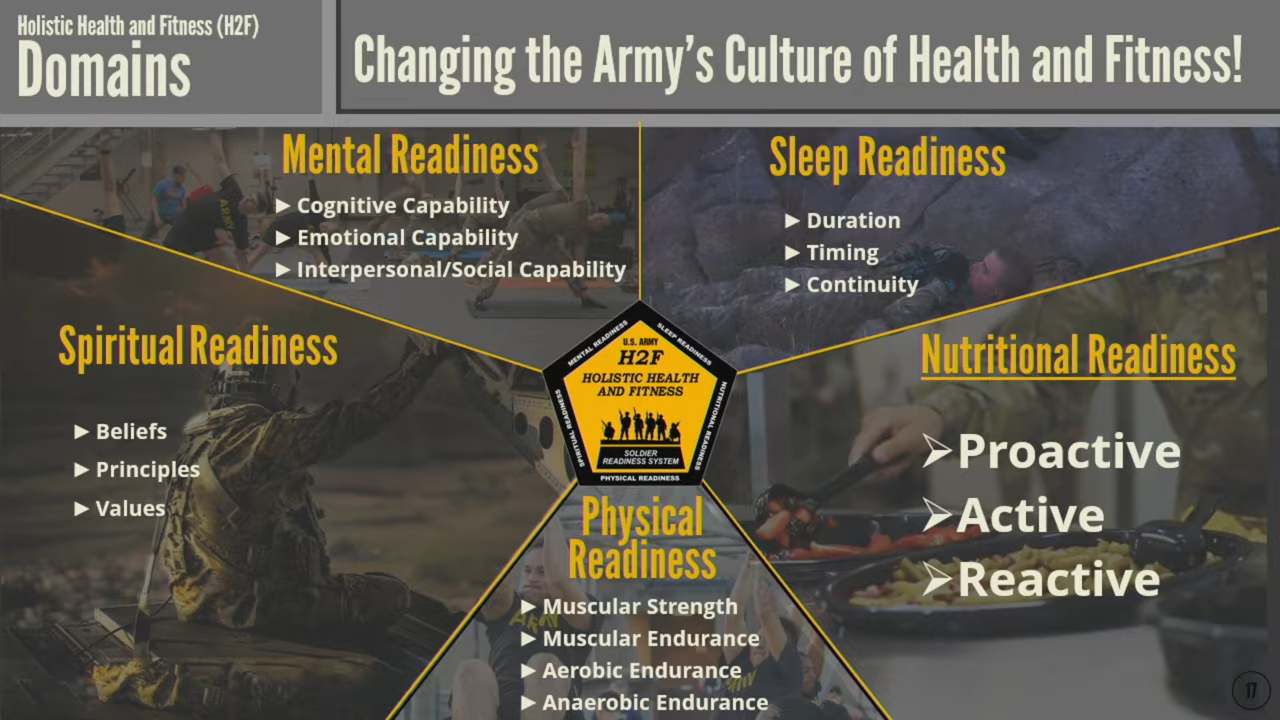 Holistic Health and Fitness (H2F)
Domains
Changing the Army's Culture of Health and Fitness!
Mental Readiness
► Cognitive Capability
► Emotional Capability
► Interpersonal/Social Capability
Sleep Readiness
► Duration
► Timing
► Continuity
Spiritual Readiness
► Beliefs
► Principles
► Values
MENTAL READINESS
SLEEP READINESS
SPIRITUAL READINESS
NUTRITIONAL READINESS
U.S. ARMY
H2F
HOLISTIC HEALTH
AND FITNESS
SOLDIER
READINESS SYSTEM
PHYSICAL READINESS
Nutritional Readiness
➢Proactive
➢Active
➢Reactive
Physical
Readiness
► Muscular Strength
► Muscular Endurance
► Aerobic Endurance
► Anaerobic Endurance
ARMY
17